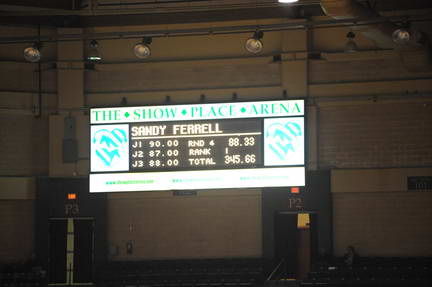 THE ♦ SHOW ♦ PLACE ♦ ARENA
SANDY FERRELL
J1 90.00 RND 4 88.33
J2 87.00 RANK 1
J3 88.00 TOTAL 345.66
P3
P2